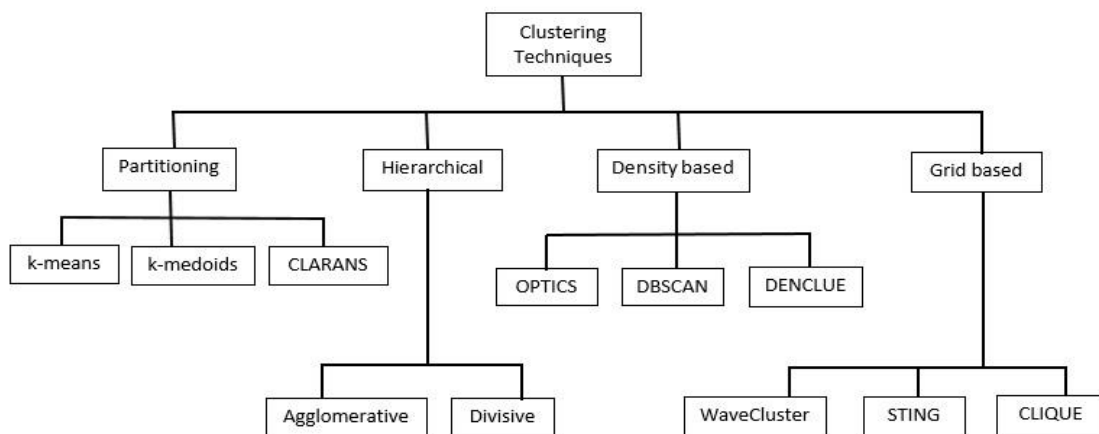 Clustering
Techniques
Partitioning
Hierarchical
Density based
Grid based
k-means
k-medoids
CLARANS
OPTICS
DBSCAN
DENCLUE
Agglomerative
Divisive
WaveCluster
STING
CLIQUE